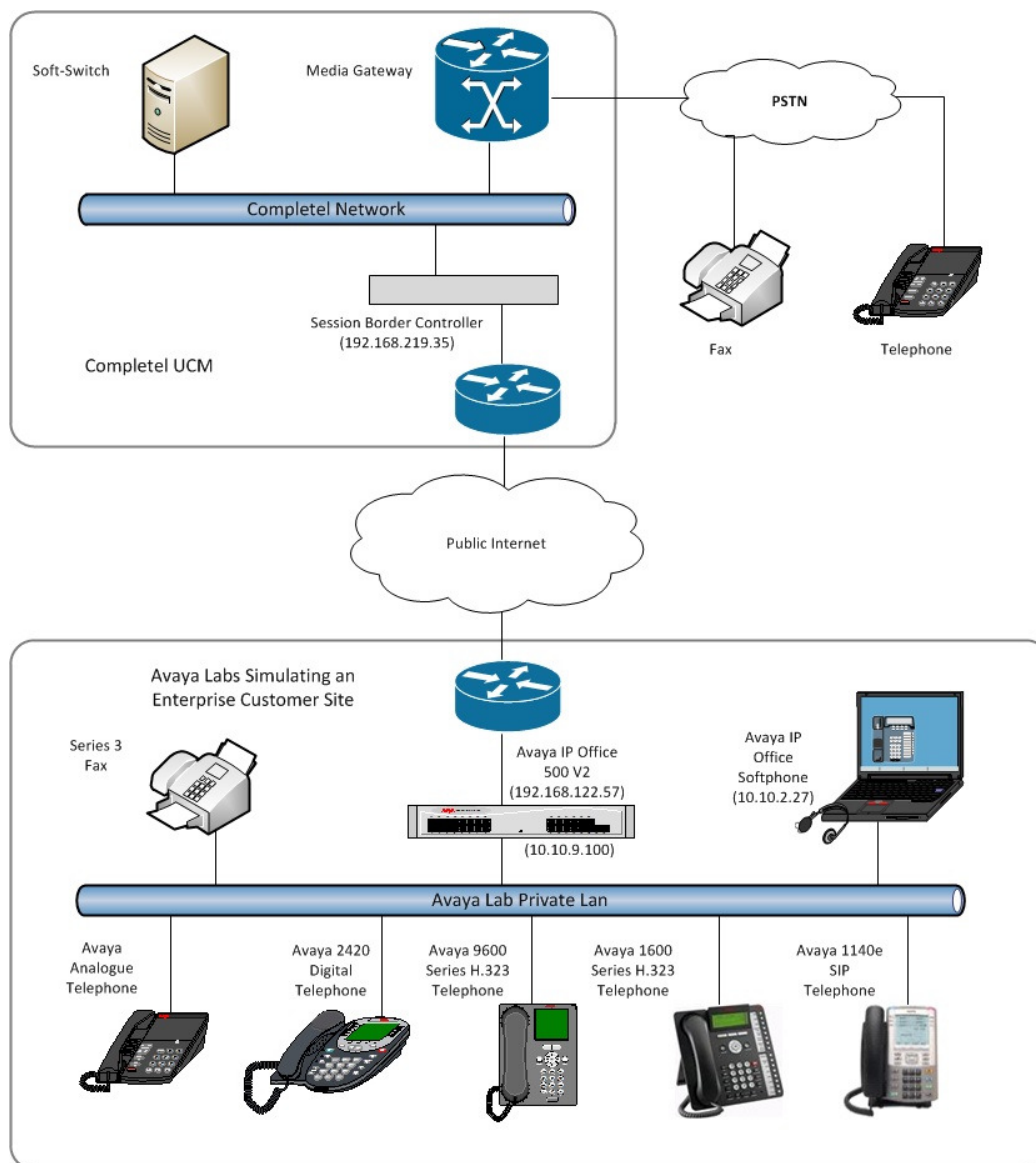 Soft-Switch
Media Gateway
PSTN
Completel Network
Session Border Controller
(192.168.219.35)
Fax
Telephone
Completel UCM
Public Internet
Avaya Labs Simulating an
Enterprise Customer Site
Series 3
Fax
Avaya IP Office
500 V2
(192.168.122.57)
(10.10.9.100)
Avaya IP
Office
Softphone
(10.10.2.27)
Avaya Lab Private Lan
Avaya
Analogue
Telephone
Avaya 2420
Digital
Telephone
Avaya 9600
Series H.323
Telephone
Avaya 1600
Series H.323
Telephone
Avaya 1140e
SIP
Telephone